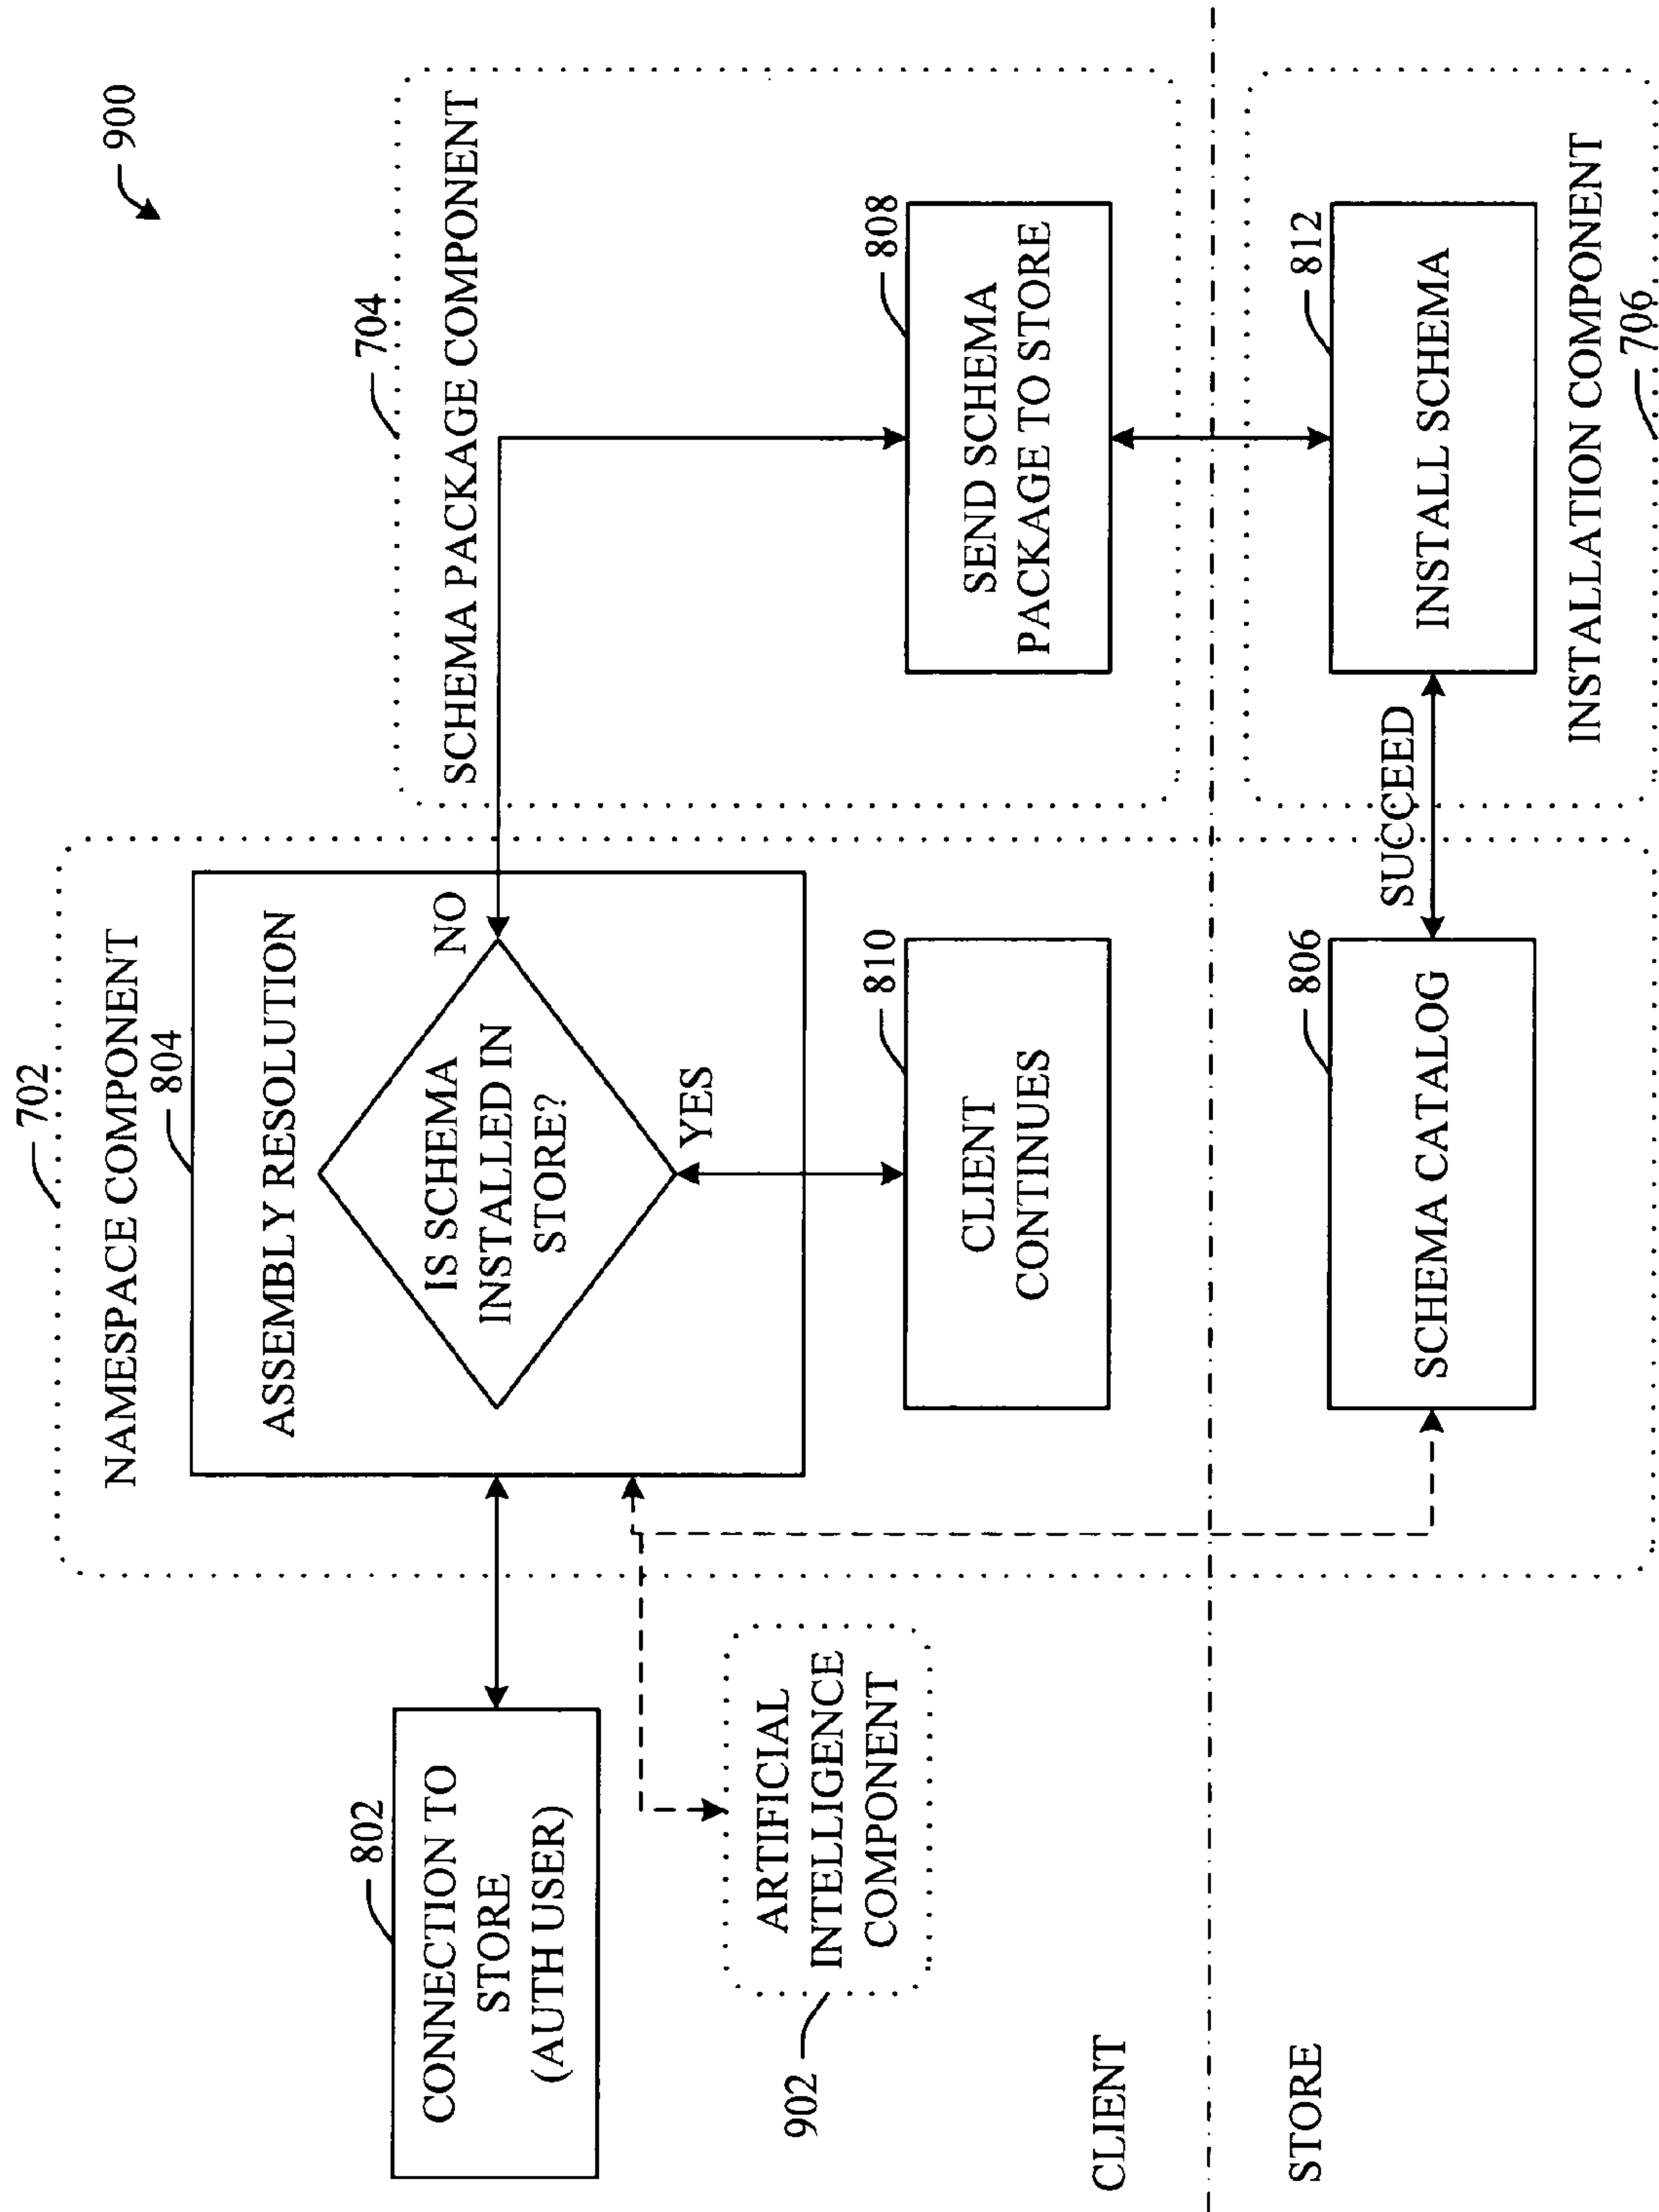 900
702
NAMESPACE COMPONENT
804
ASSEMBLY RESOLUTION
IS SCHEMA
INSTALLED IN
STORE?
NO
YES
704
SCHEMA PACKAGE COMPONENT
802
CONNECTION TO
STORE
(AUTH USER)
902
ARTIFICIAL
INTELLIGENCE
COMPONENT
810
CLIENT
CONTINUES
808
SEND SCHEMA
PACKAGE TO STORE
CLIENT
STORE
806
SCHEMA CATALOG
SUCCEED
812
INSTALL SCHEMA
INSTALLATION COMPONENT
706